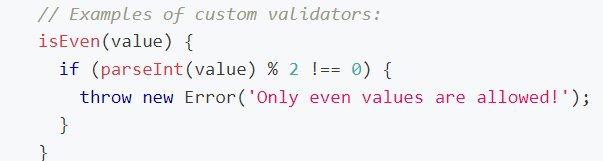 // Examples of custom validators:
isEven(value) {
  if (parseInt(value) % 2 !== 0) {
    throw new Error('Only even values are allowed!');
  }
}